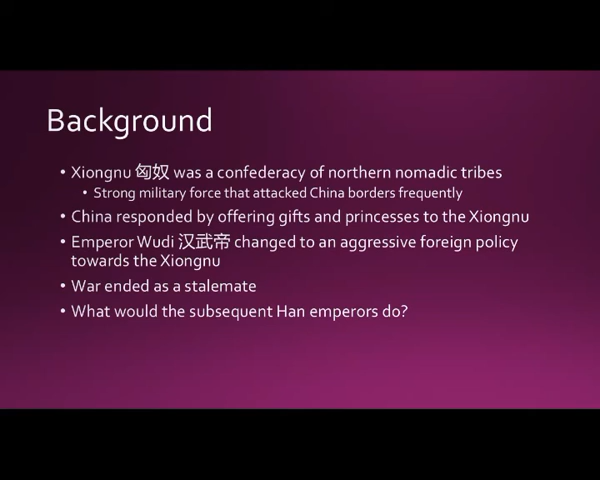 Background
• Xiongnu 匈奴 was a confederacy of northern nomadic tribes
• Strong military force that attacked China borders frequently
• China responded by offering gifts and princesses to the Xiongnu
• Emperor Wudi 汉武帝 changed to an aggressive foreign policy
towards the Xiongnu
• War ended as a stalemate
• What would the subsequent Han emperors do?